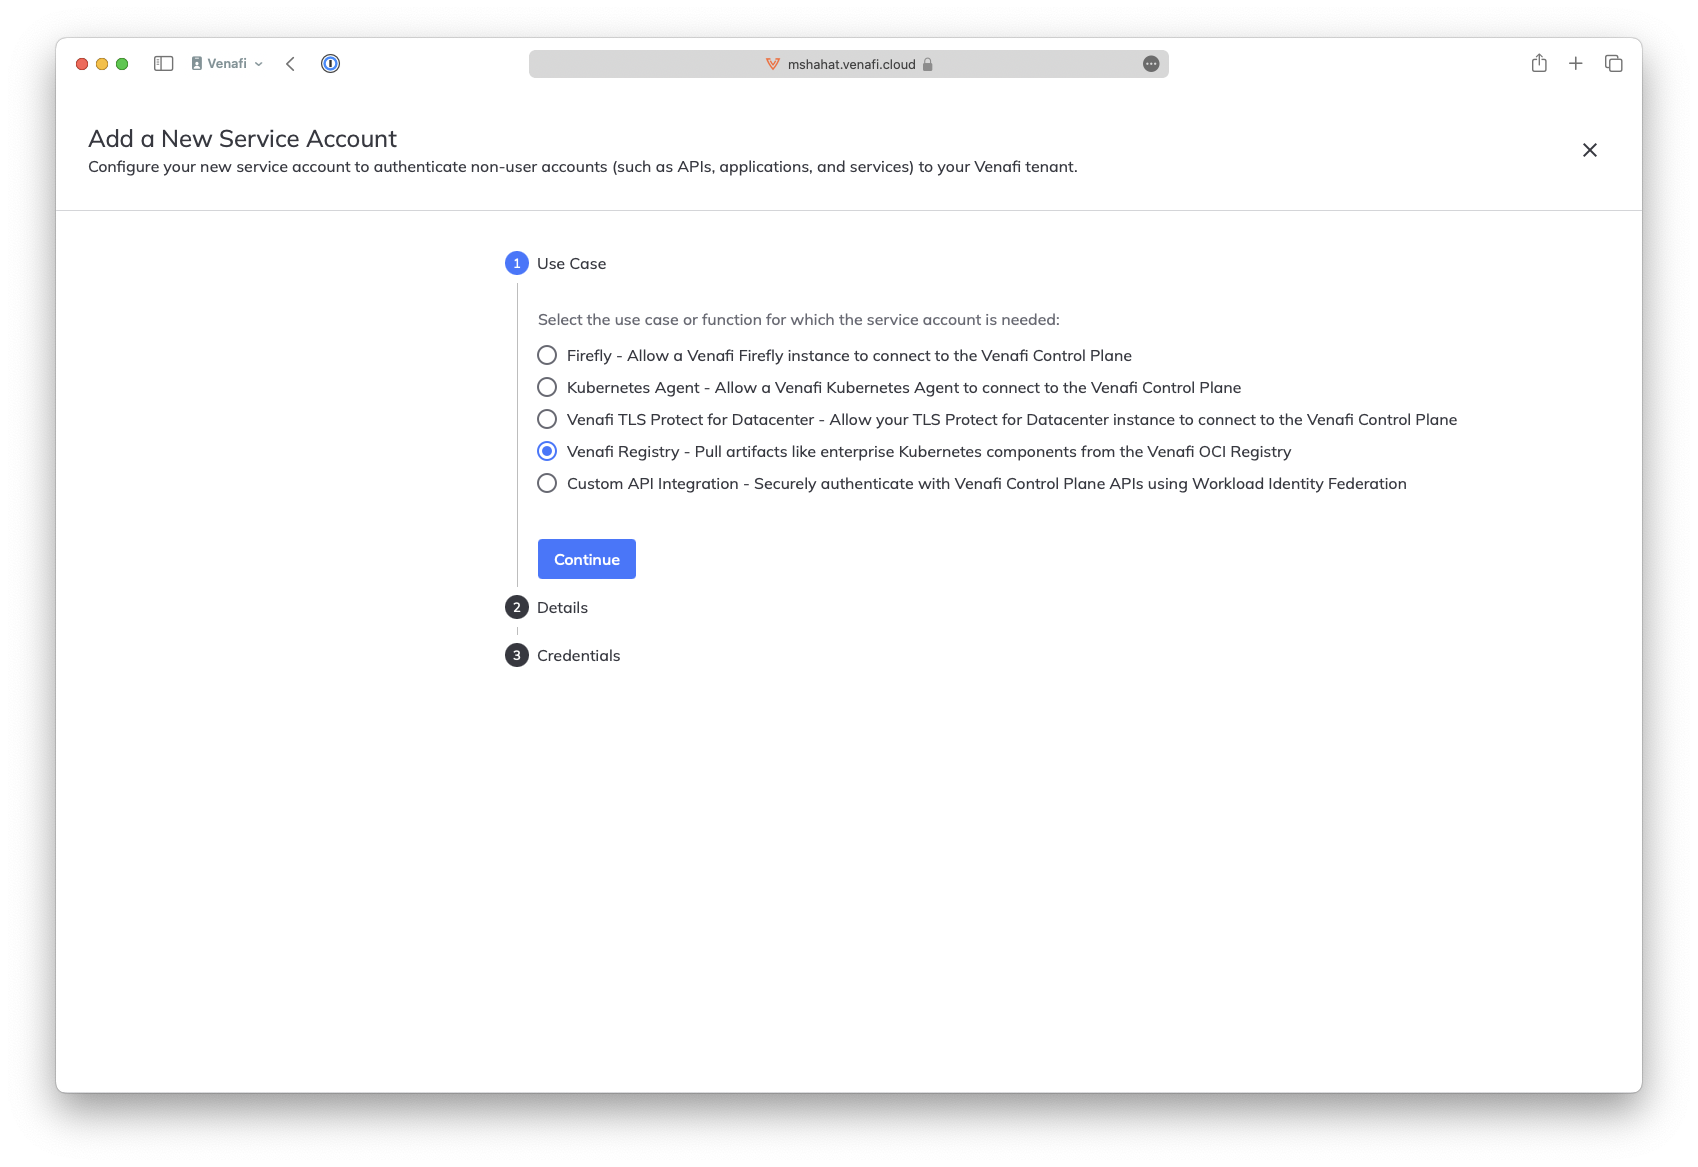 Venafi
mshahat.venafi.cloud
Add a New Service Account
Configure your new service account to authenticate non-user accounts (such as APIs, applications, and services) to your Venafi tenant.
1 Use Case
Select the use case or function for which the service account is needed:
Firefly - Allow a Venafi Firefly instance to connect to the Venafi Control Plane
Kubernetes Agent - Allow a Venafi Kubernetes Agent to connect to the Venafi Control Plane
Venafi TLS Protect for Datacenter - Allow your TLS Protect for Datacenter instance to connect to the Venafi Control Plane
Venafi Registry - Pull artifacts like enterprise Kubernetes components from the Venafi OCI Registry
Custom API Integration - Securely authenticate with Venafi Control Plane APIs using Workload Identity Federation
Continue
2 Details
3 Credentials